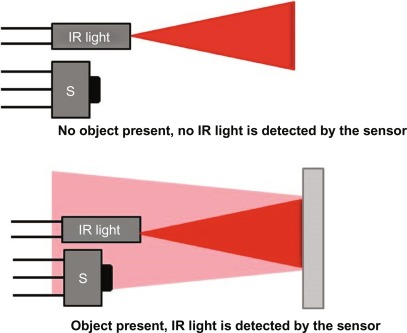 IR light
S
No object present, no IR light is detected by the sensor
IR light
S
Object present, IR light is detected by the sensor